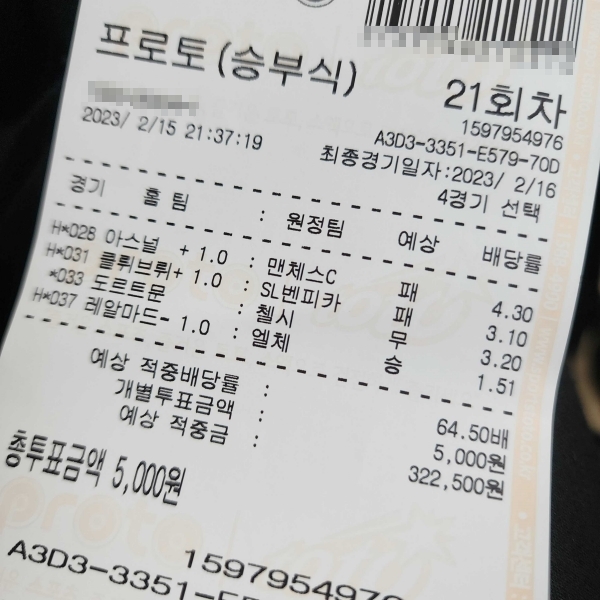 프로토 (승부식) 21회차
1597954976
2023/ 2/15 21:37:19 A3D3-3351-E579-70D
최종경기일자:2023/ 2/16
4경기 선택
경기 홈 팀 : 원정팀 예상 배당률
H*028 아스널 + 1.0 : 맨체스C 패 4.30
H*031 클뤼브뤼+ 1.0 : SL벤피카 패 3.10
*033 도르트문 : 첼시 무 3.20
H*037 레알마드- 1.0 : 엘체 승 1.51
예상 적중배당률 : 64.50배
개별투표금액 : 5,000원
예상 적중금 : 322,500원
총투표금액 5,000원
1597954976
A3D3-3351-E57